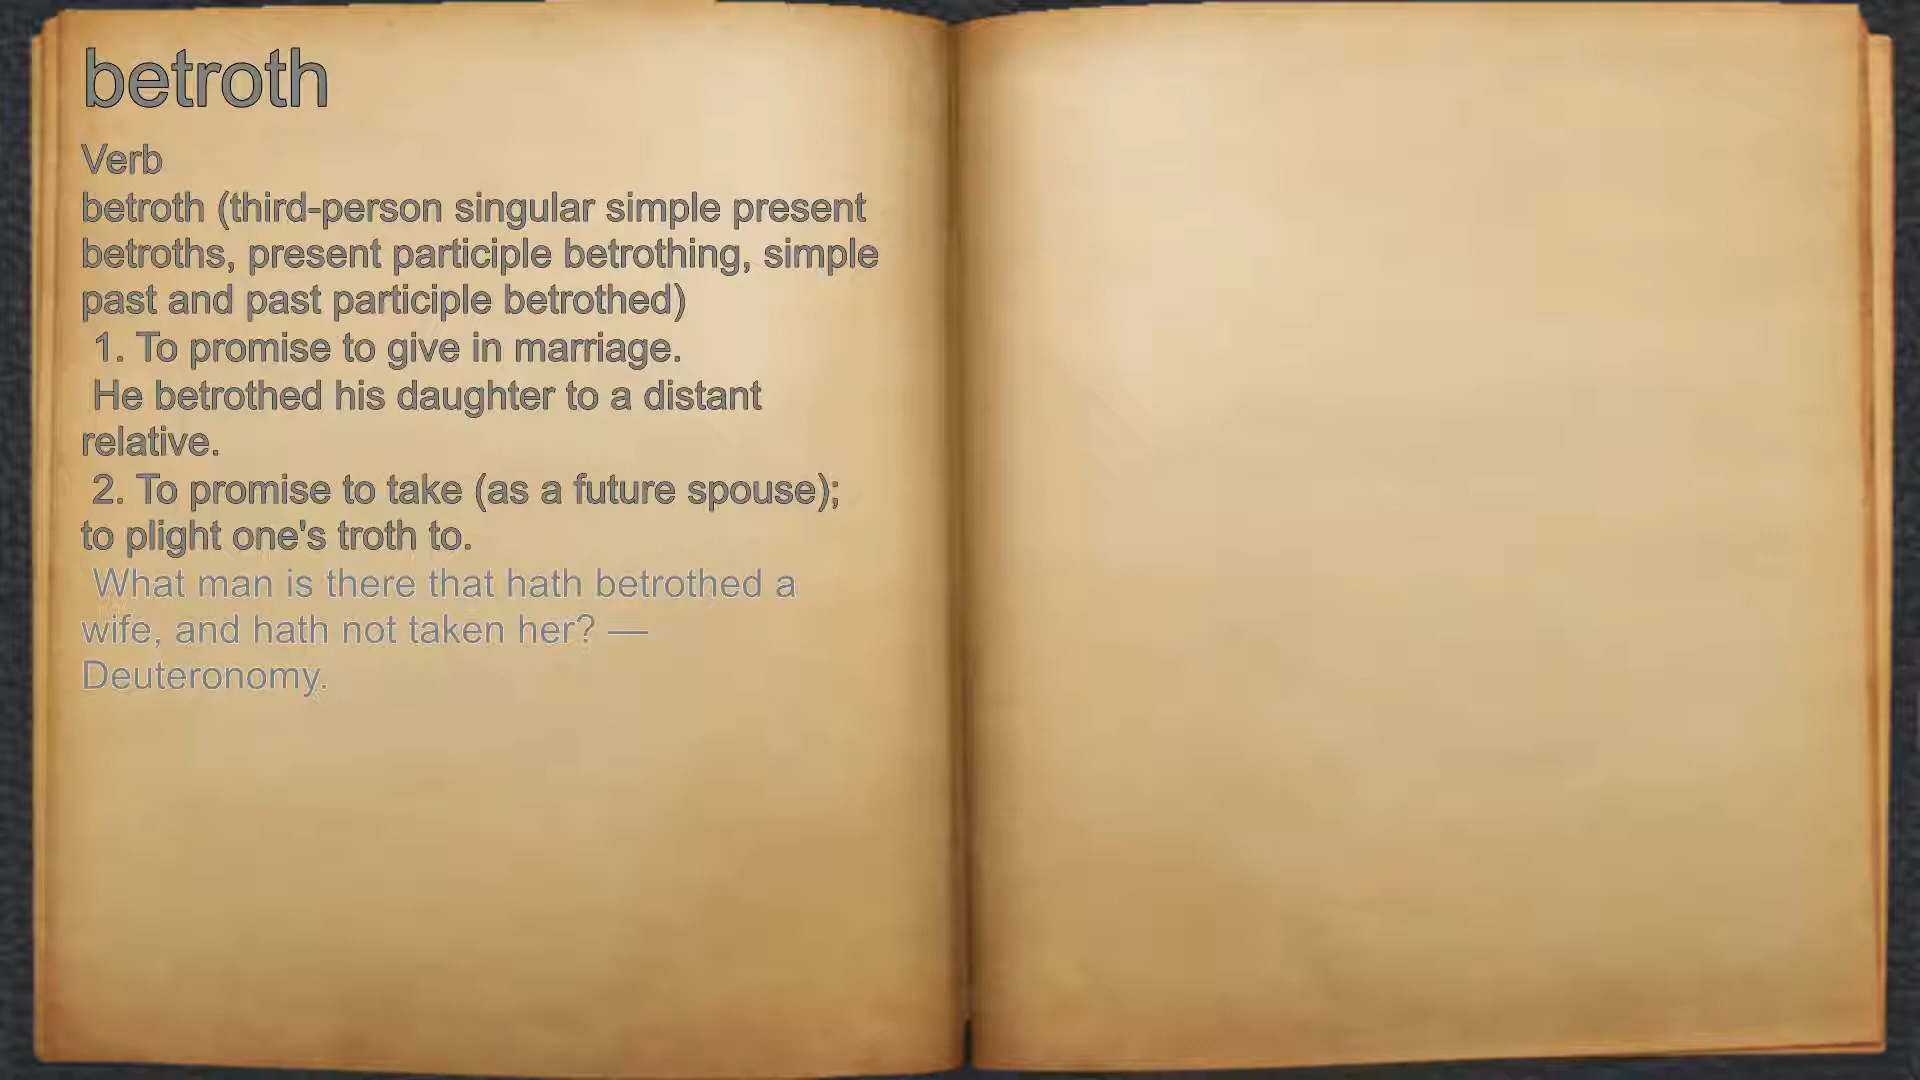 betroth
Verb
betroth (third-person singular simple present
betroths, present participle betrothing, simple
past and past participle betrothed)
1. To promise to give in marriage.
He betrothed his daughter to a distant
relative.
2. To promise to take (as a future spouse);
to plight one's troth to.
What man is there that hath betrothed a
wife, and hath not taken her? —
Deuteronomy.